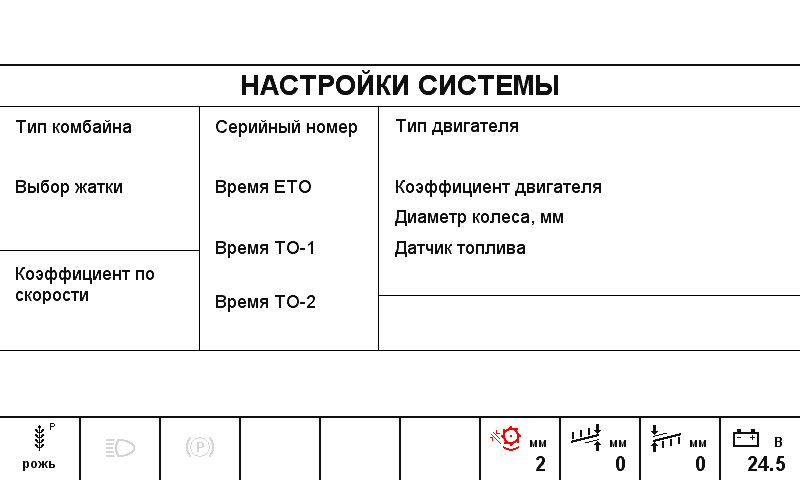 НАСТРОЙКИ СИСТЕМЫ
Тип комбайна
Выбор жатки
Коэффициент по
скорости
Серийный номер
Время ЕТО
Время ТО-1
Время ТО-2
Тип двигателя
Коэффициент двигателя
Диаметр колеса, мм
Датчик топлива
Р
рожь
(P)
мм
2
мм
0
мм
0
В
24.5